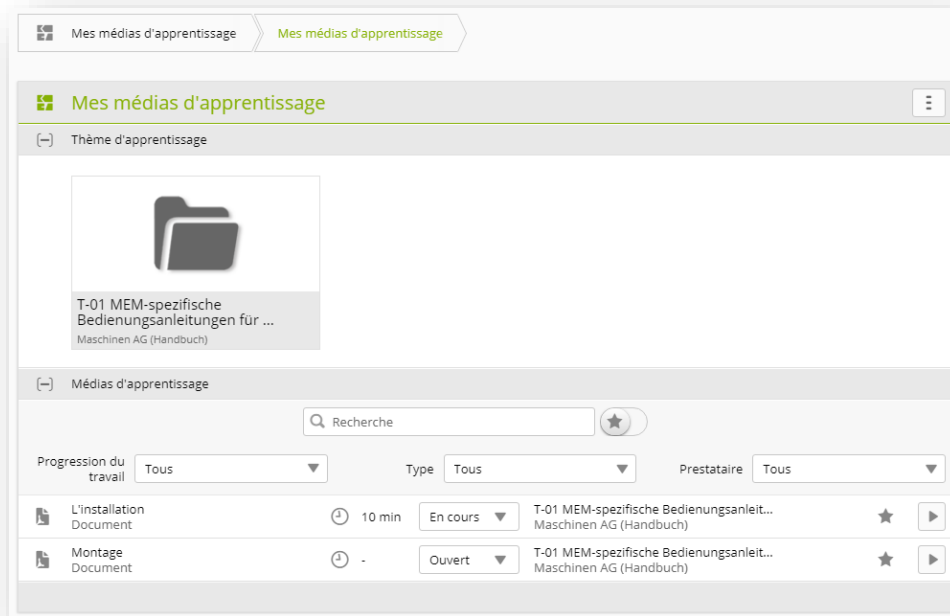 Mes médias d'apprentissage
Mes médias d'apprentissage
Mes médias d'apprentissage
Thème d'apprentissage
T-01 MEM-spezifische
Bedienungsanleitungen für ...
Maschinen AG (Handbuch)
Médias d'apprentissage
Recherche
Progression du
travail
Tous
Type
Tous
Prestataire
Tous
L'installation
Document
10 min
En cours
T-01 MEM-spezifische Bedienungsanleit...
Maschinen AG (Handbuch)
Montage
Document
-
Ouvert
T-01 MEM-spezifische Bedienungsanleit...
Maschinen AG (Handbuch)